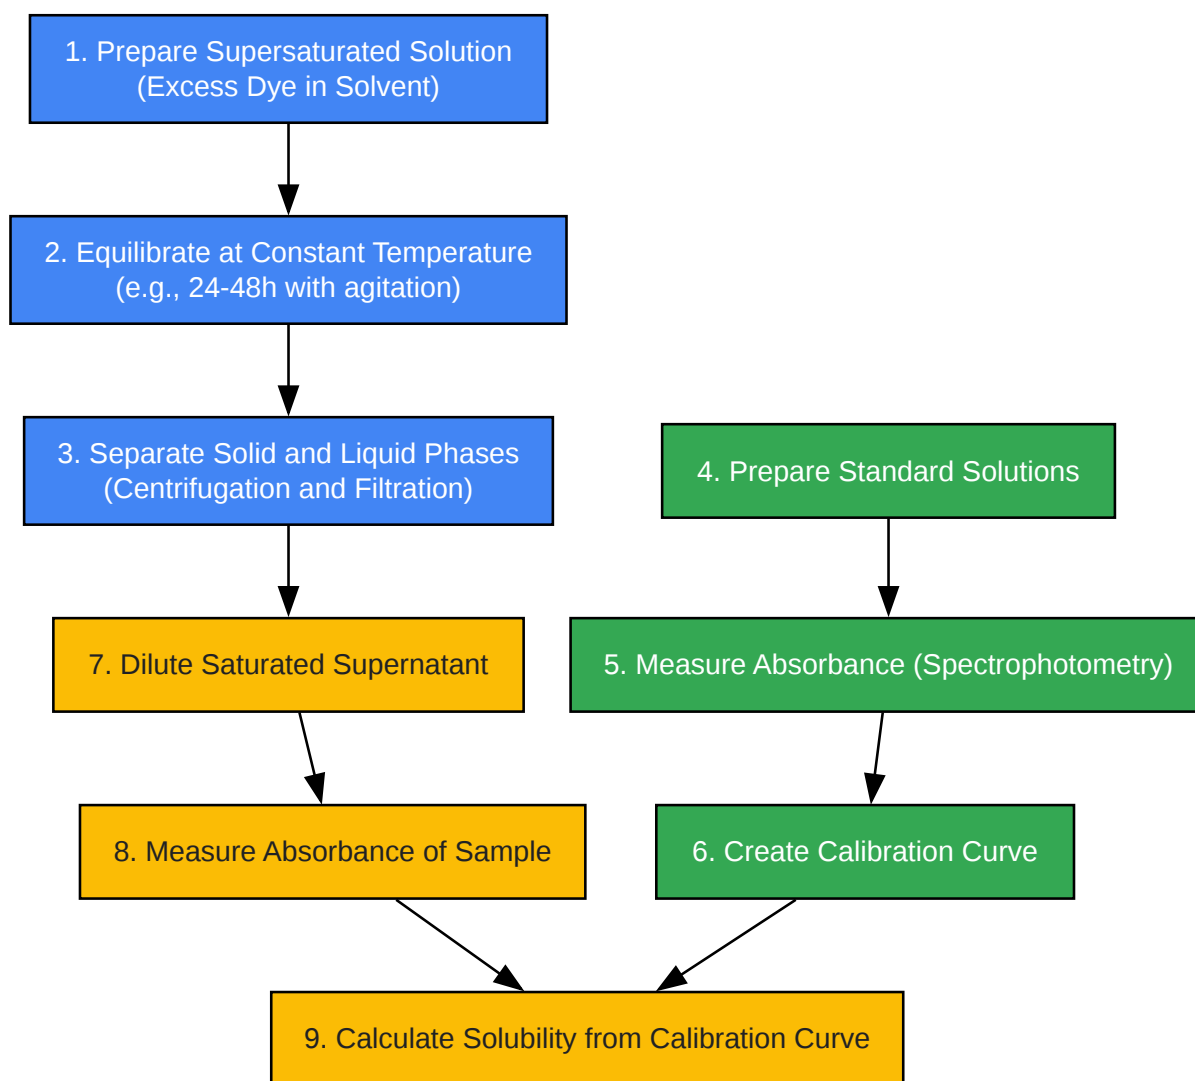 1. Prepare Supersaturated Solution
(Excess Dye in Solvent)
2. Equilibrate at Constant Temperature
(e.g., 24-48h with agitation)
3. Separate Solid and Liquid Phases
(Centrifugation and Filtration)
4. Prepare Standard Solutions
5. Measure Absorbance (Spectrophotometry)
6. Create Calibration Curve
7. Dilute Saturated Supernatant
8. Measure Absorbance of Sample
9. Calculate Solubility from Calibration Curve